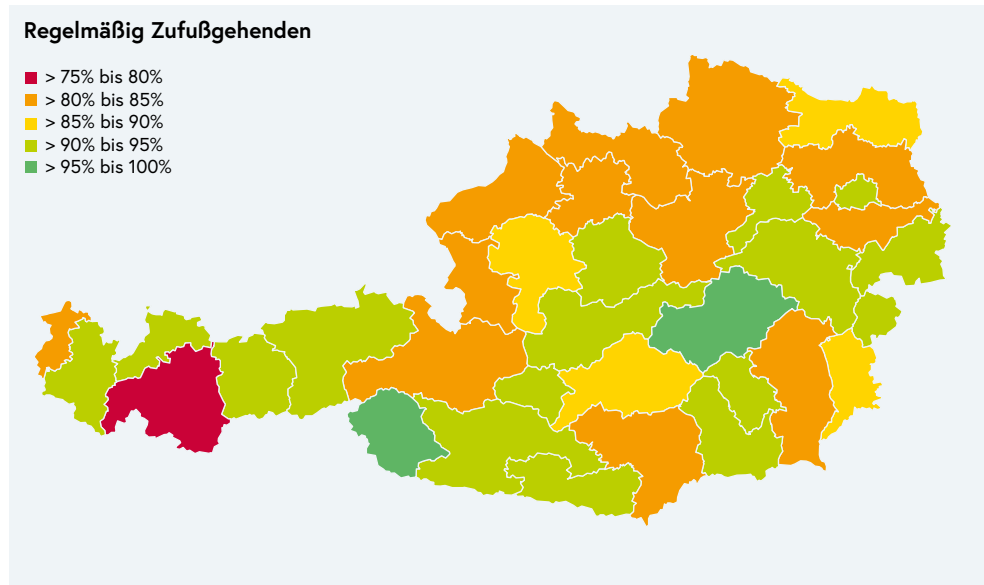 Regelmäßig Zufußgehenden
> 75% bis 80%
> 80% bis 85%
> 85% bis 90%
> 90% bis 95%
> 95% bis 100%